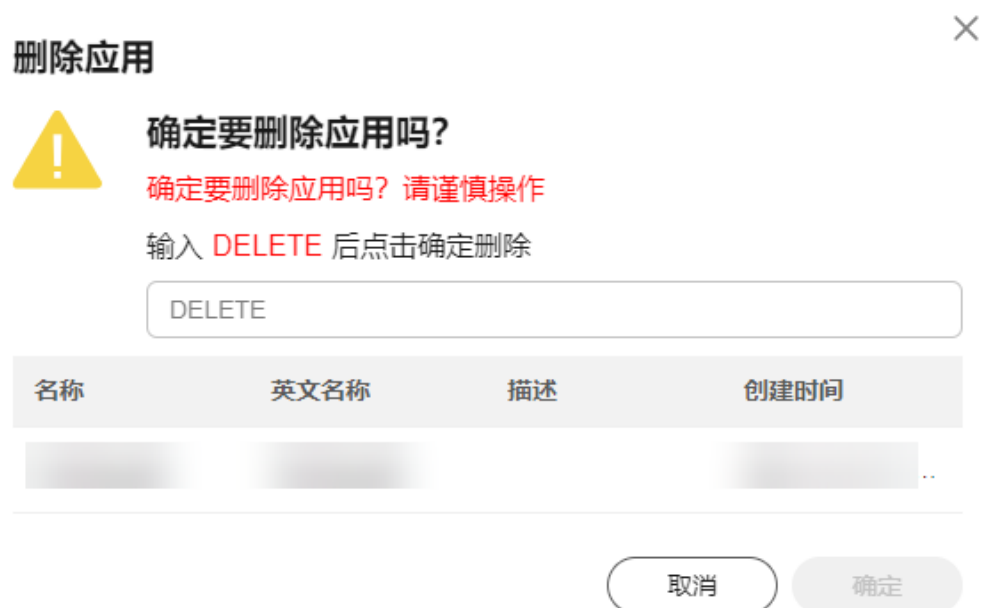 删除应用
确定要删除应用吗？
确定要删除应用吗？请谨慎操作
输入 DELETE 后点击确定删除
DELETE
名称 英文名称 描述 创建时间
..
取消 确定